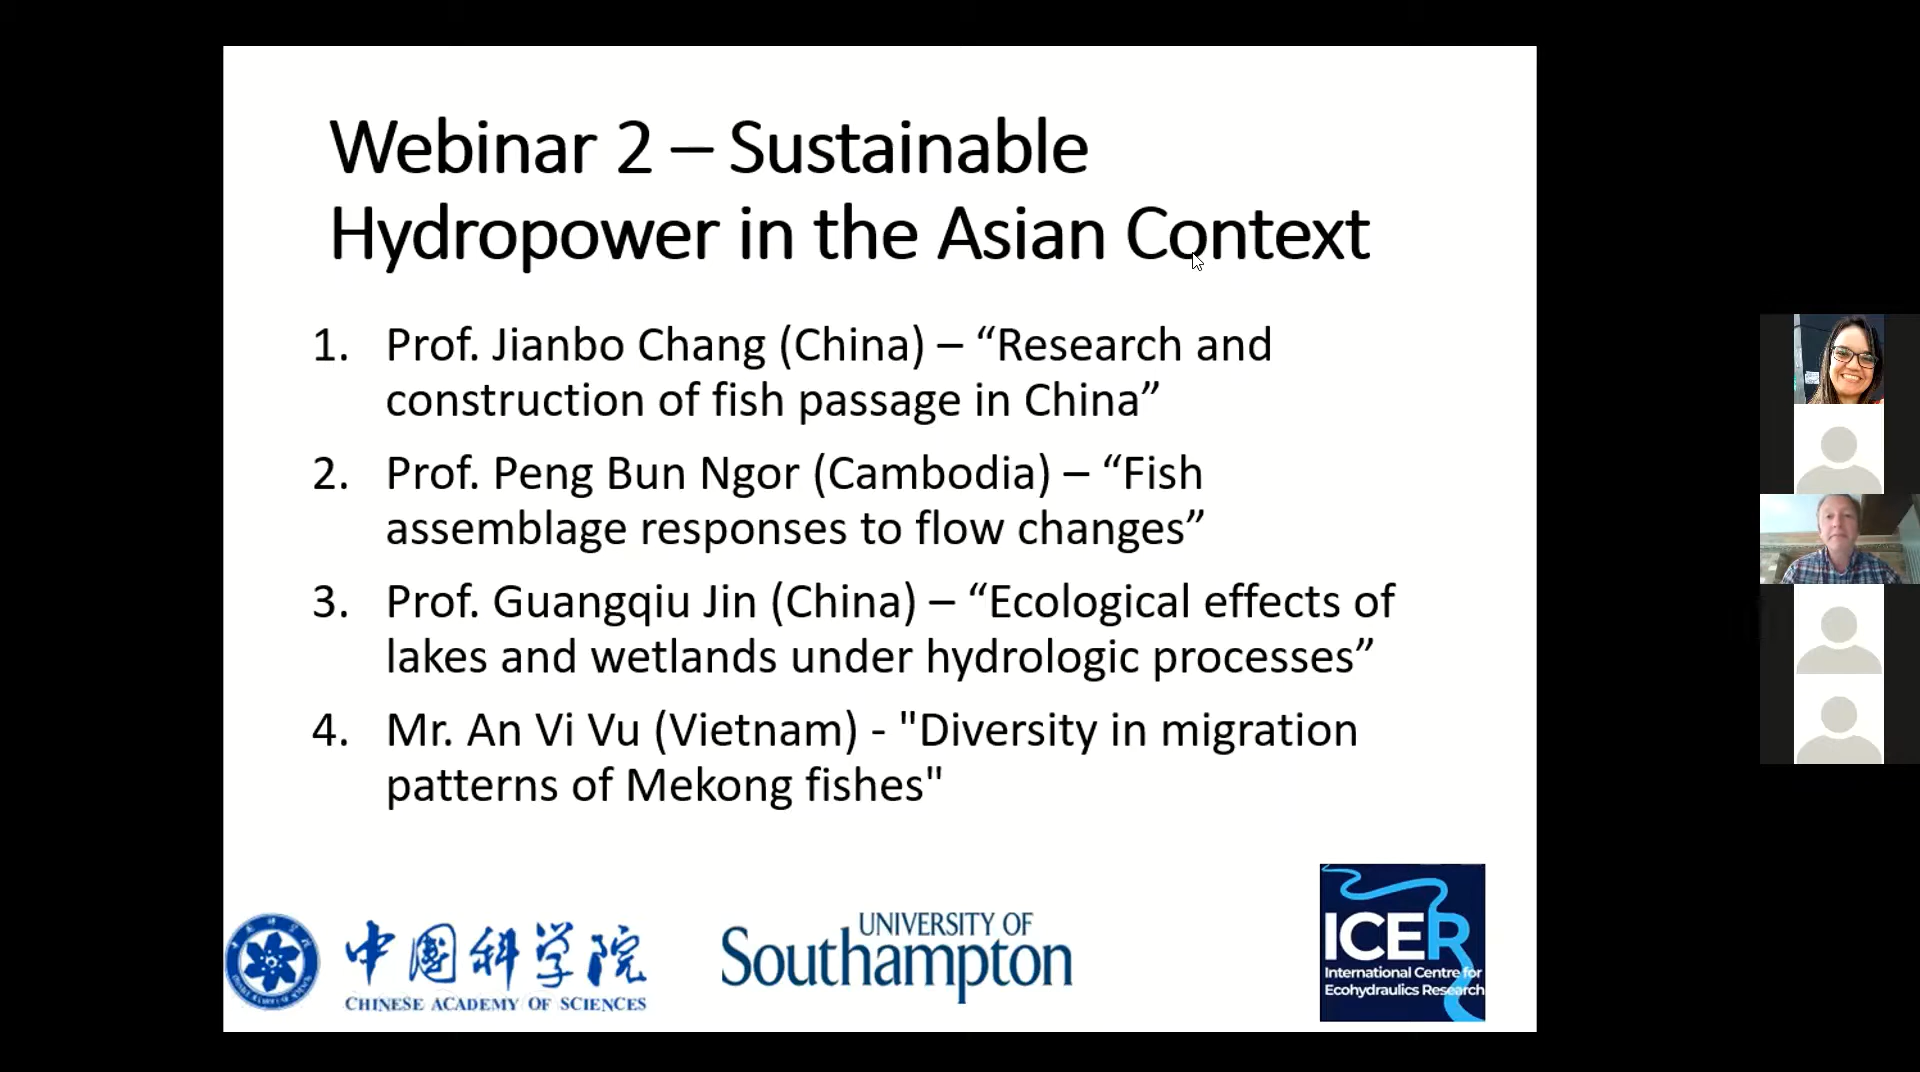 Webinar 2 – Sustainable
Hydropower in the Asian Context
1. Prof. Jianbo Chang (China) – “Research and
construction of fish passage in China”
2. Prof. Peng Bun Ngor (Cambodia) – “Fish
assemblage responses to flow changes”
3. Prof. Guangqiu Jin (China) – “Ecological effects of
lakes and wetlands under hydrologic processes”
4. Mr. An Vi Vu (Vietnam) - "Diversity in migration
patterns of Mekong fishes"
中国科学院
CHINESE ACADEMY OF SCIENCES
UNIVERSITY OF
Southampton
ICER
International Centre for
Ecohydraulics Research